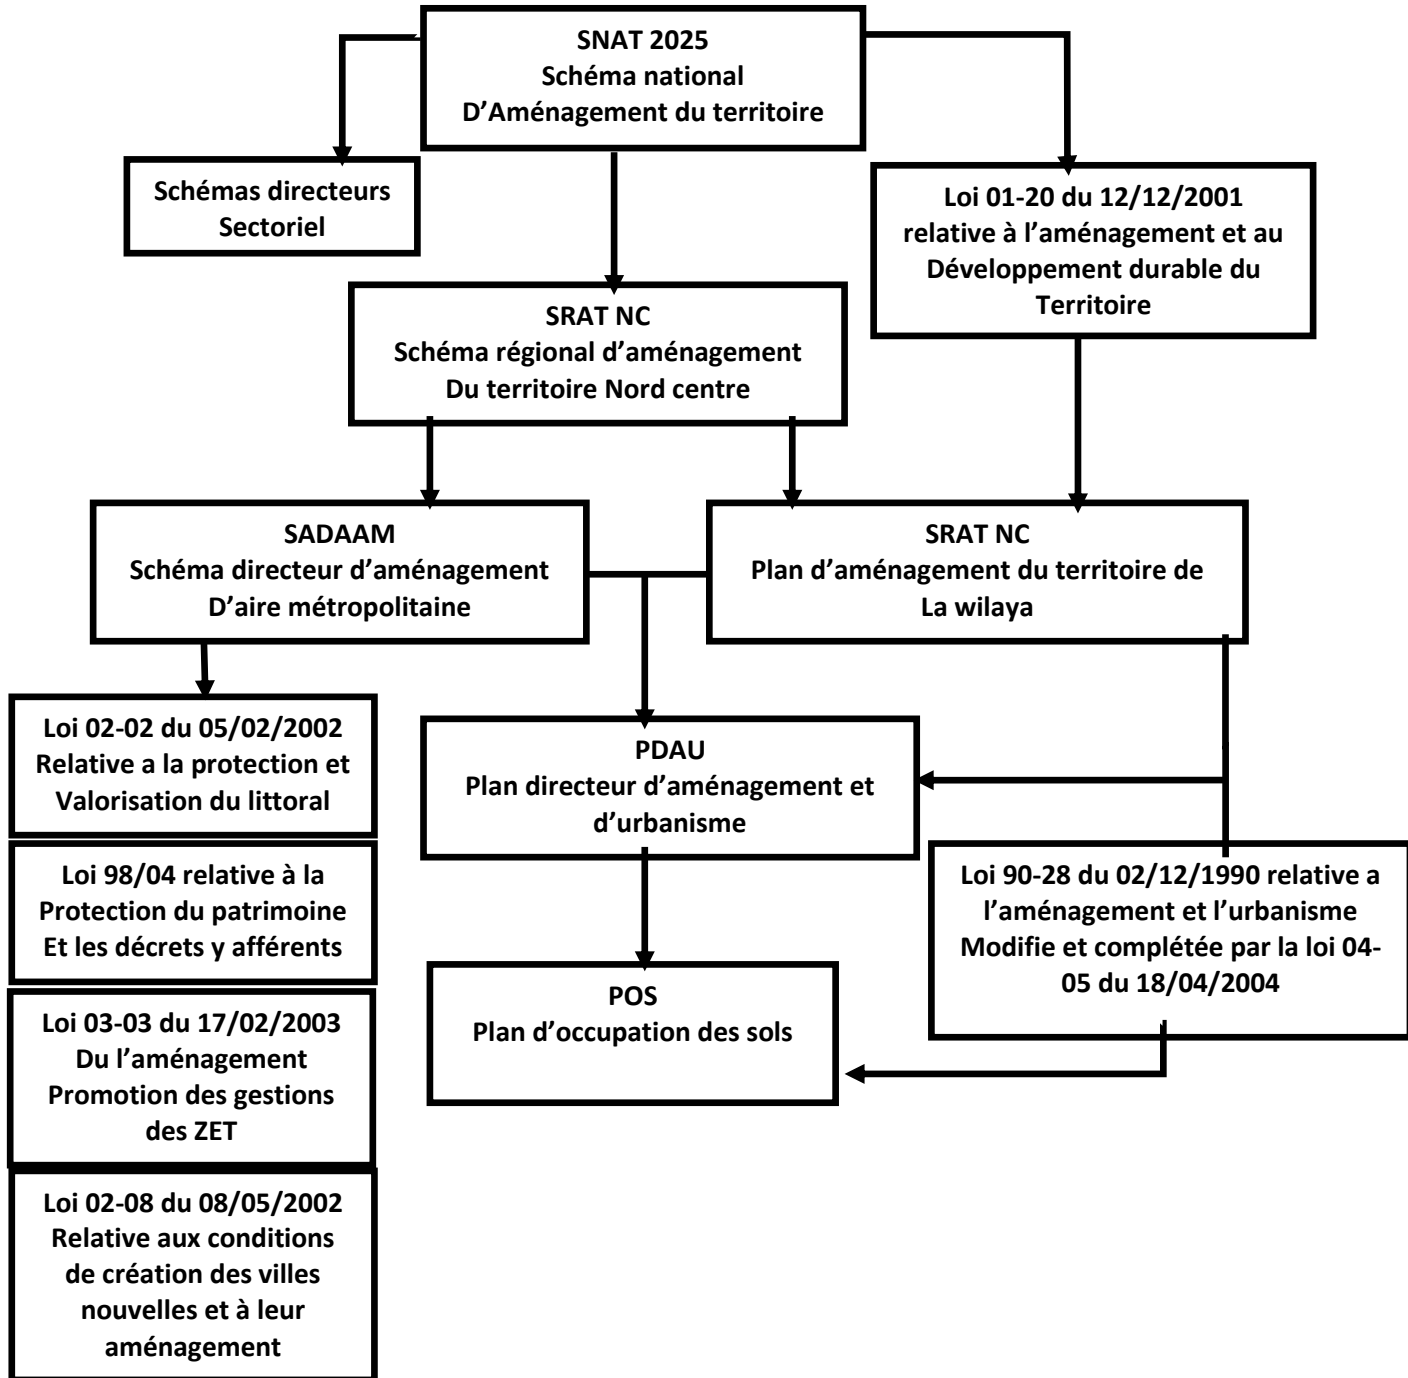 SNAT 2025
Schéma national
D’Aménagement du territoire
Schémas directeurs
Sectoriel
Loi 01-20 du 12/12/2001
relative à l’aménagement et au
Développement durable du
Territoire
SRAT NC
Schéma régional d’aménagement
Du territoire Nord centre
SADAAM
Schéma directeur d’aménagement
D’aire métropolitaine
SRAT NC
Plan d’aménagement du territoire de
La wilaya
Loi 02-02 du 05/02/2002
Relative a la protection et
Valorisation du littoral
PDAU
Plan directeur d’aménagement et
d’urbanisme
Loi 98/04 relative à la
Protection du patrimoine
Et les décrets y afférents
Loi 90-28 du 02/12/1990 relative a
l’aménagement et l’urbanisme
Modifie et complétée par la loi 04-
05 du 18/04/2004
POS
Plan d’occupation des sols
Loi 03-03 du 17/02/2003
Du l’aménagement
Promotion des gestions
des ZET
Loi 02-08 du 08/05/2002
Relative aux conditions
de création des villes
nouvelles et à leur
aménagement